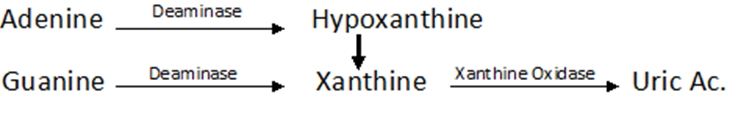 Deaminase
Adenine Hypoxanthine
Deaminase Xanthine Oxidase
Guanine Xanthine Uric Ac.